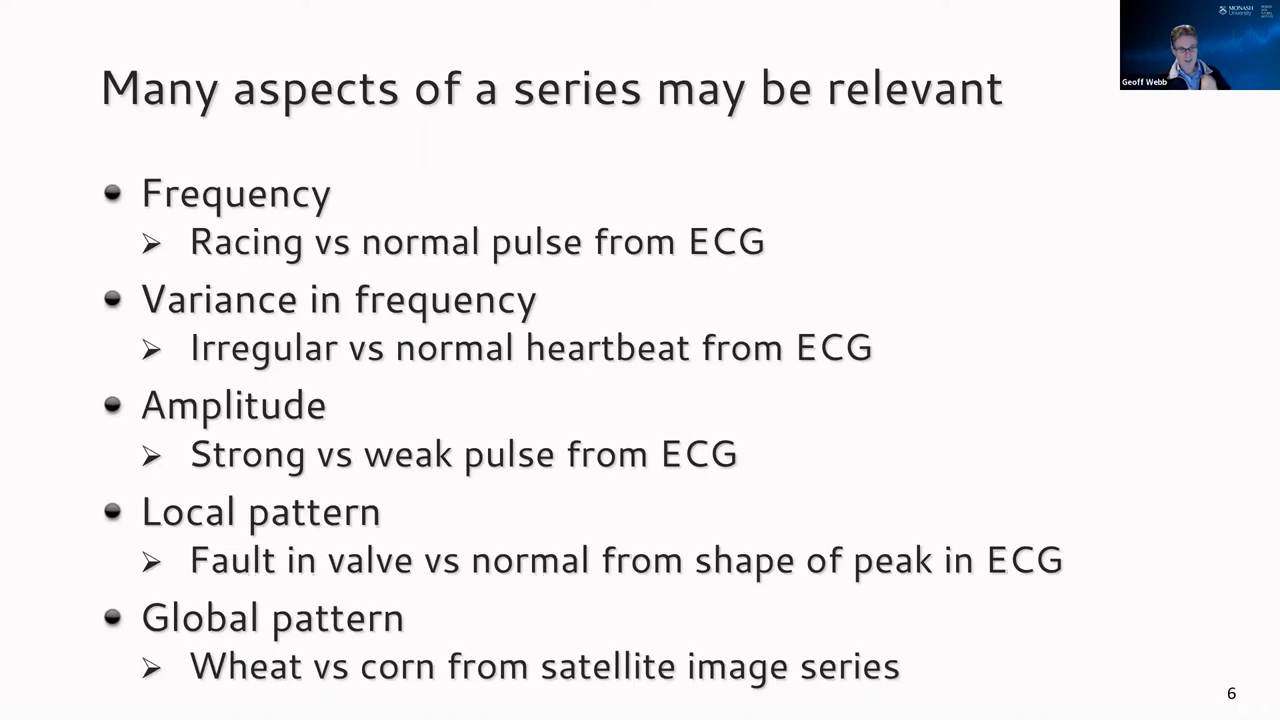 Many aspects of a series may be relevant
MONASH
University
Geoff Webb
Frequency
Racing vs normal pulse from ECG
Variance in frequency
Irregular vs normal heartbeat from ECG
Amplitude
Strong vs weak pulse from ECG
Local pattern
Fault in valve vs normal from shape of peak in ECG
Global pattern
Wheat vs corn from satellite image series
6